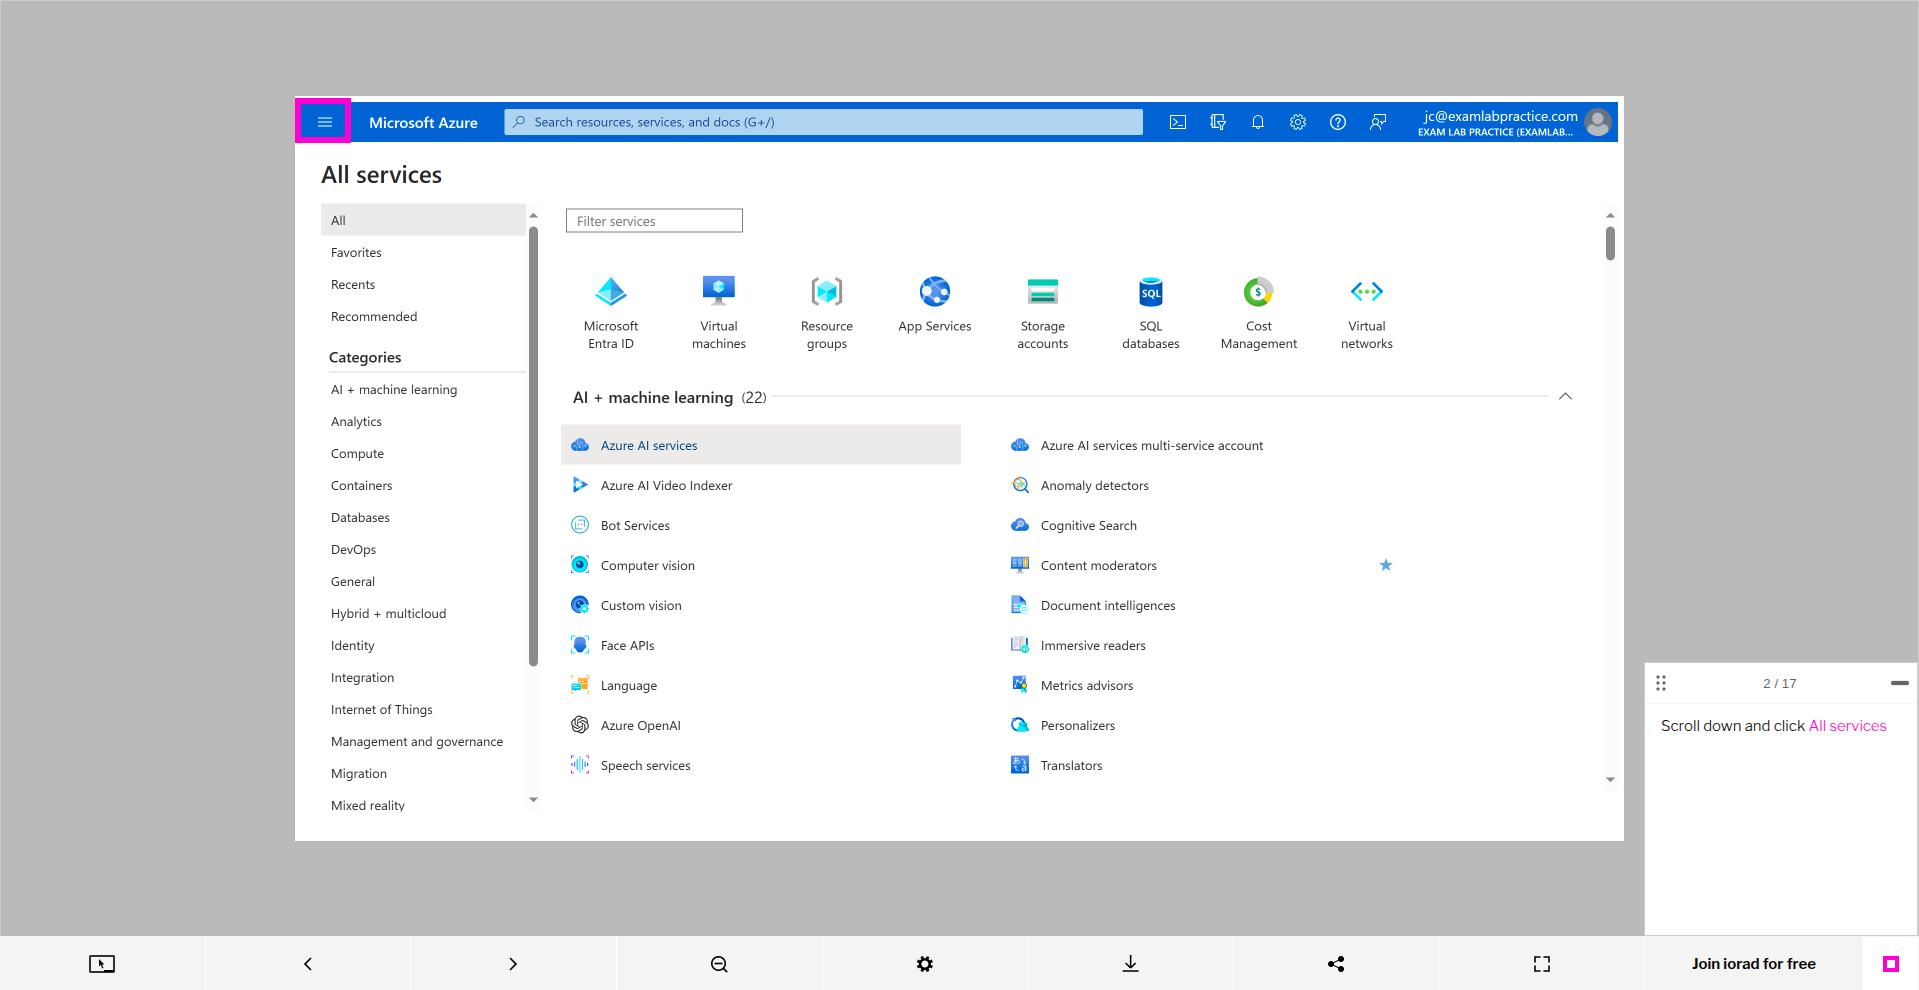 Microsoft Azure
Search resources, services, and docs (G+/)
jc@examlabpractice.com
EXAM LAB PRACTICE (EXAMLAB...
All services
All
Favorites
Recents
Recommended
Categories
AI + machine learning
Analytics
Compute
Containers
Databases
DevOps
General
Hybrid + multicloud
Identity
Integration
Internet of Things
Management and governance
Migration
Mixed reality
Filter services
Microsoft
Entra ID
Virtual
machines
Resource
groups
App Services
Storage
accounts
SQL
SQL
databases
Cost
Management
Virtual
networks
AI + machine learning (22)
Azure AI services
Azure AI services multi-service account
Azure AI Video Indexer
Anomaly detectors
Bot Services
Cognitive Search
Computer vision
Content moderators
Custom vision
Document intelligences
Face APIs
Immersive readers
Language
Metrics advisors
Azure OpenAI
Personalizers
Speech services
Translators
2 / 17
Scroll down and click All services
Join iorad for free